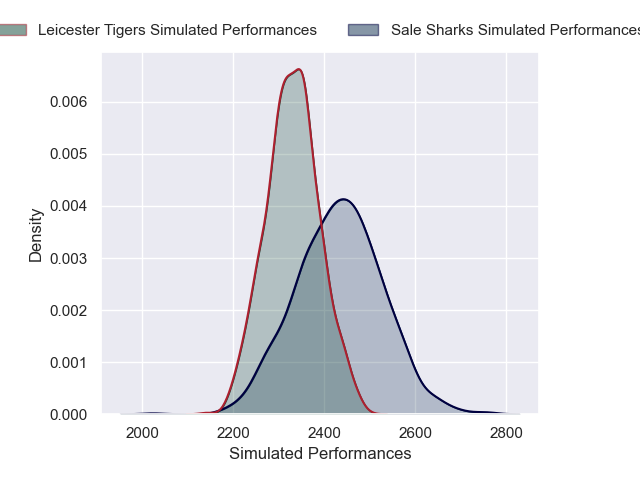 Leicester Tigers Simulated Performances Sale Sharks Simulated Performances
0.006
0.005
0.004
0.003
0.002
0.001
0.000
Density
2000 2200 2400 2600 2800
Simulated Performances